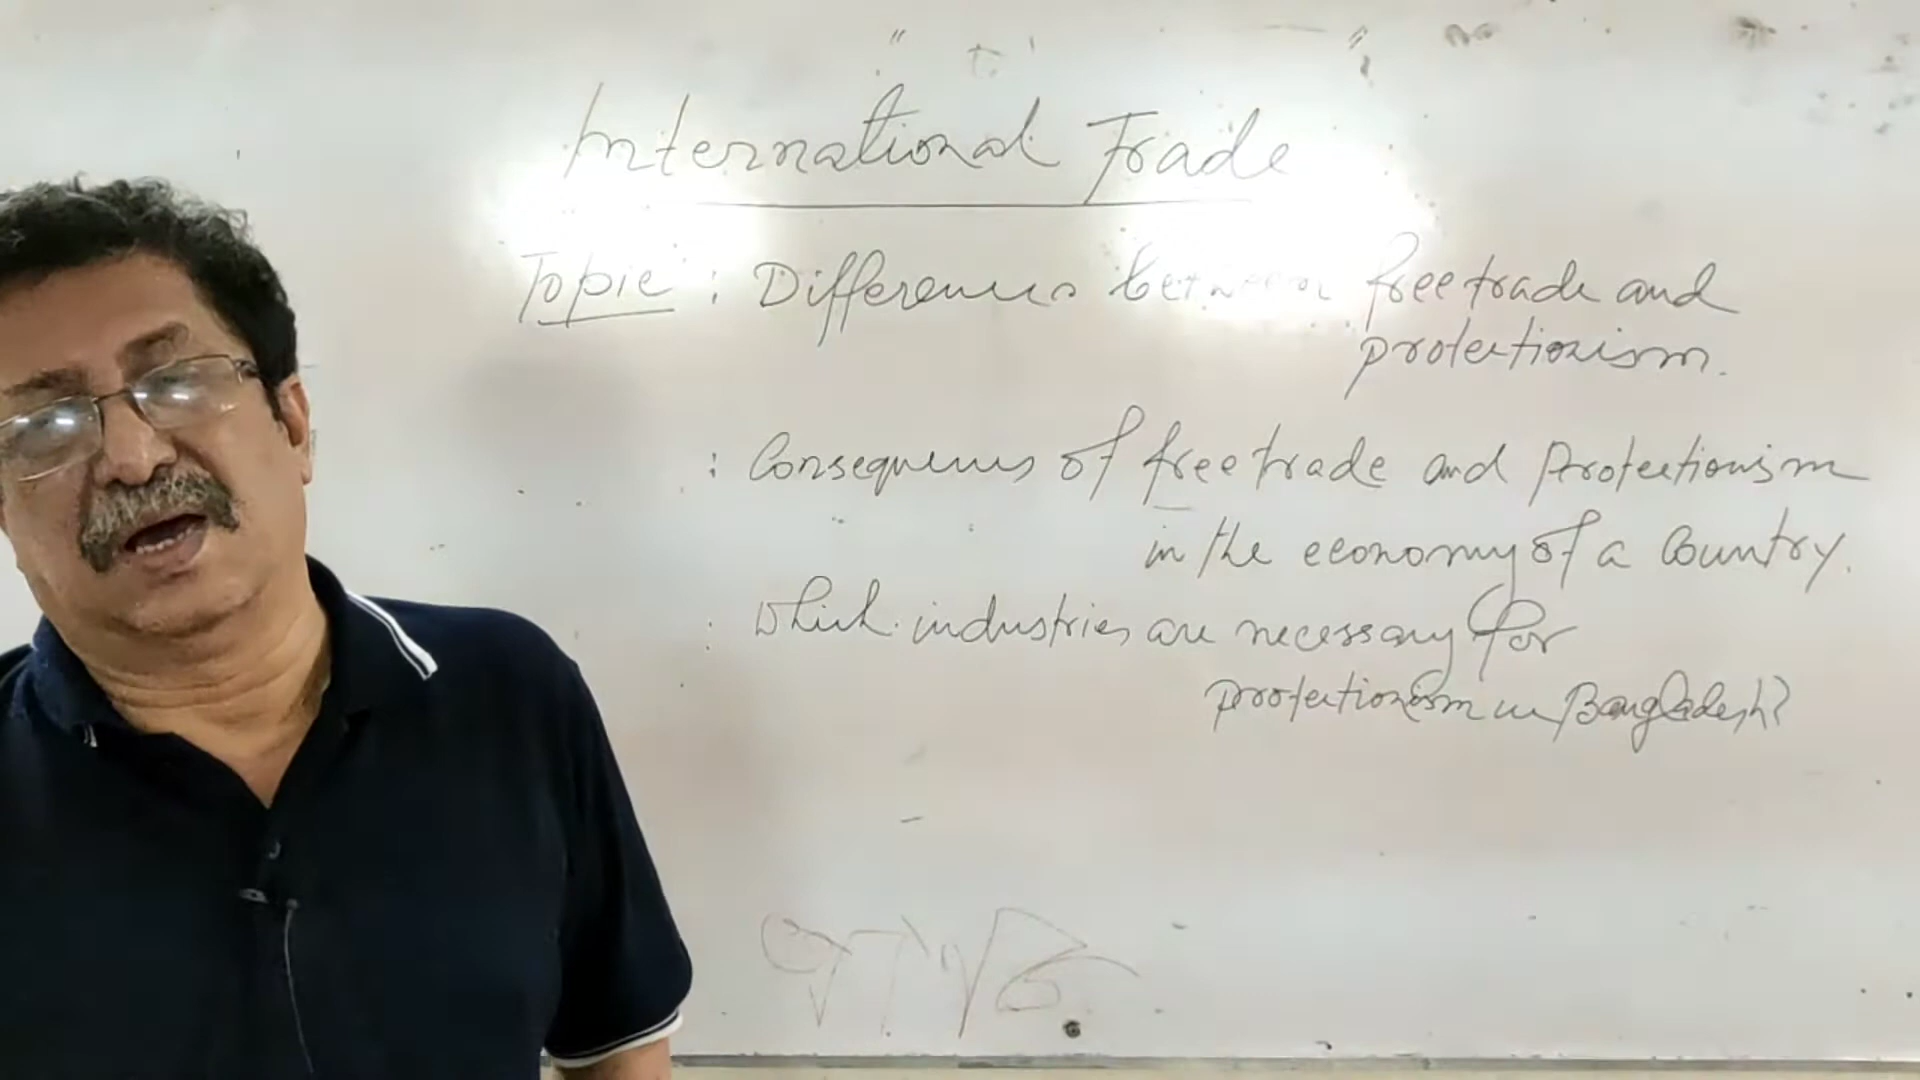 International Trade
Topic : Differences between free trade and
protectionism.
: Consequences of free trade and Protectionism
in the economy of a Country.
: Which industries are necessary for
protectionism in Bangladesh?